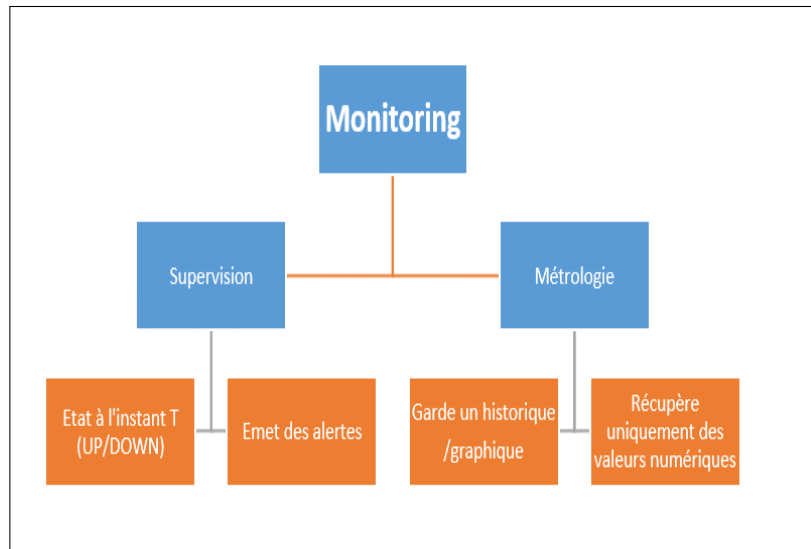 Monitoring
Supervision
Métrologie
Etat à l'instant T
(UP/DOWN)
Emet des alertes
Garde un historique
/graphique
Récupère
uniquement des
valeurs numériques